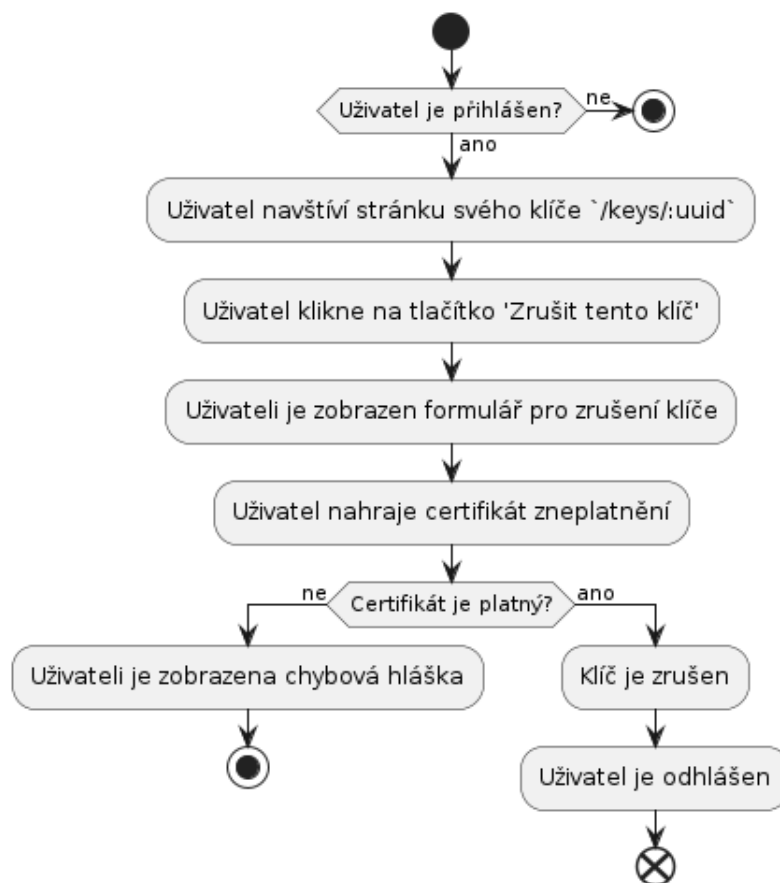 Uživatel je přihlášen?
ne
ano
Uživatel navštíví stránku svého klíče `/keys/:uuid`
Uživatel klikne na tlačítko 'Zrušit tento klíč'
Uživateli je zobrazen formulář pro zrušení klíče
Uživatel nahraje certifikát zneplatnění
ne
Certifikát je platný?
ano
Uživateli je zobrazena chybová hláška
Klíč je zrušen
Uživatel je odhlášen